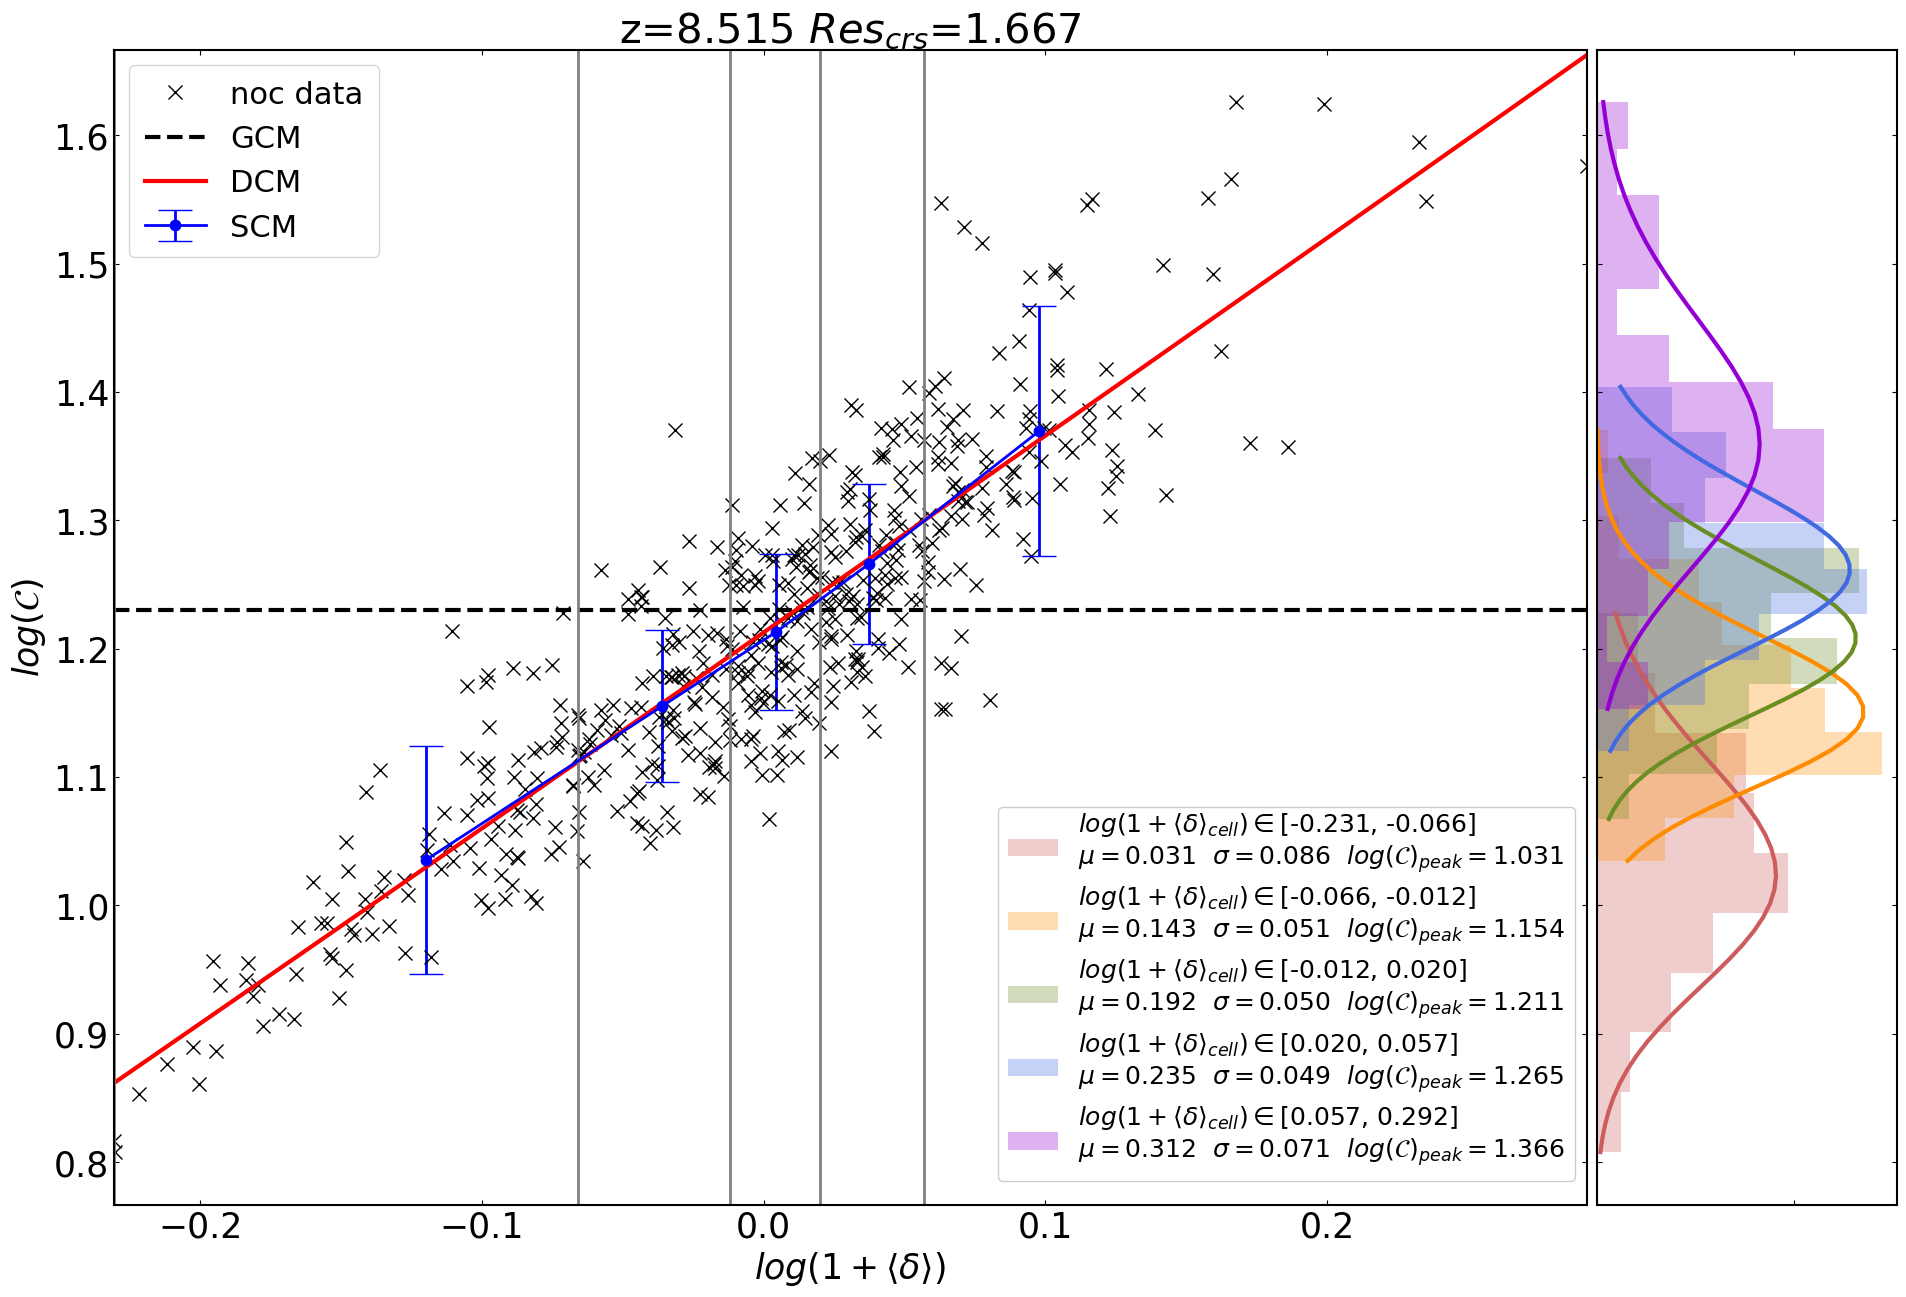 z=8.515 Res_crs=1.667
noc data
GCM
DCM
SCM
log(𝒞)
1.6
1.5
1.4
1.3
1.2
1.1
1.0
0.9
0.8
log(1 + ⟨δ⟩_cell) ∈ [-0.231, -0.066]
μ = 0.031 σ = 0.086 log(𝒞)_peak = 1.031
log(1 + ⟨δ⟩_cell) ∈ [-0.066, -0.012]
μ = 0.143 σ = 0.051 log(𝒞)_peak = 1.154
log(1 + ⟨δ⟩_cell) ∈ [-0.012, 0.020]
μ = 0.192 σ = 0.050 log(𝒞)_peak = 1.211
log(1 + ⟨δ⟩_cell) ∈ [0.020, 0.057]
μ = 0.235 σ = 0.049 log(𝒞)_peak = 1.265
log(1 + ⟨δ⟩_cell) ∈ [0.057, 0.292]
μ = 0.312 σ = 0.071 log(𝒞)_peak = 1.366
−0.2 −0.1 0.0 0.1 0.2
log(1 + ⟨δ⟩)